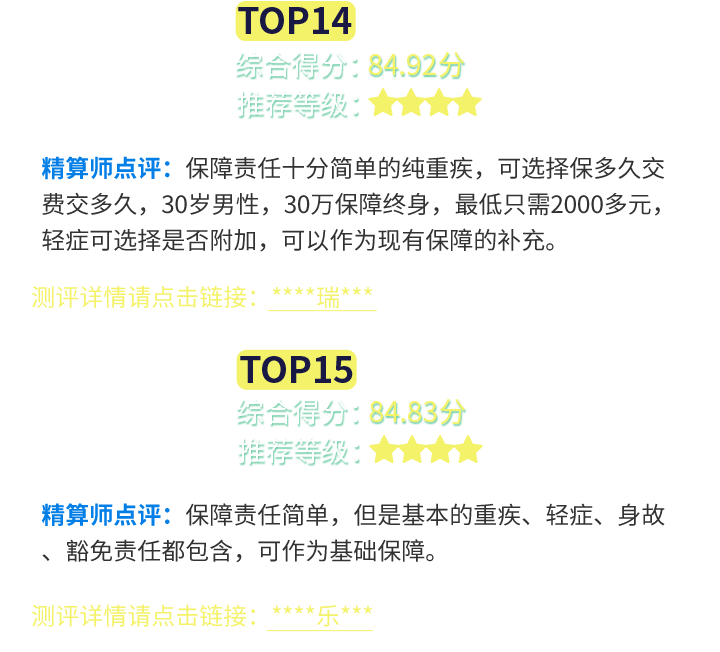 TOP14
综合得分：84.92分
推荐等级：
精算师点评：保障责任十分简单的纯重疾，可选择保多久交
费交多久，30岁男性，30万保障终身，最低只需2000多元，
轻症可选择是否附加，可以作为现有保障的补充。
测评详情请点击链接：****瑞***
TOP15
综合得分：84.83分
推荐等级：
精算师点评：保障责任简单，但是基本的重疾、轻症、身故
、豁免责任都包含，可作为基础保障。
测评详情请点击链接：****乐***